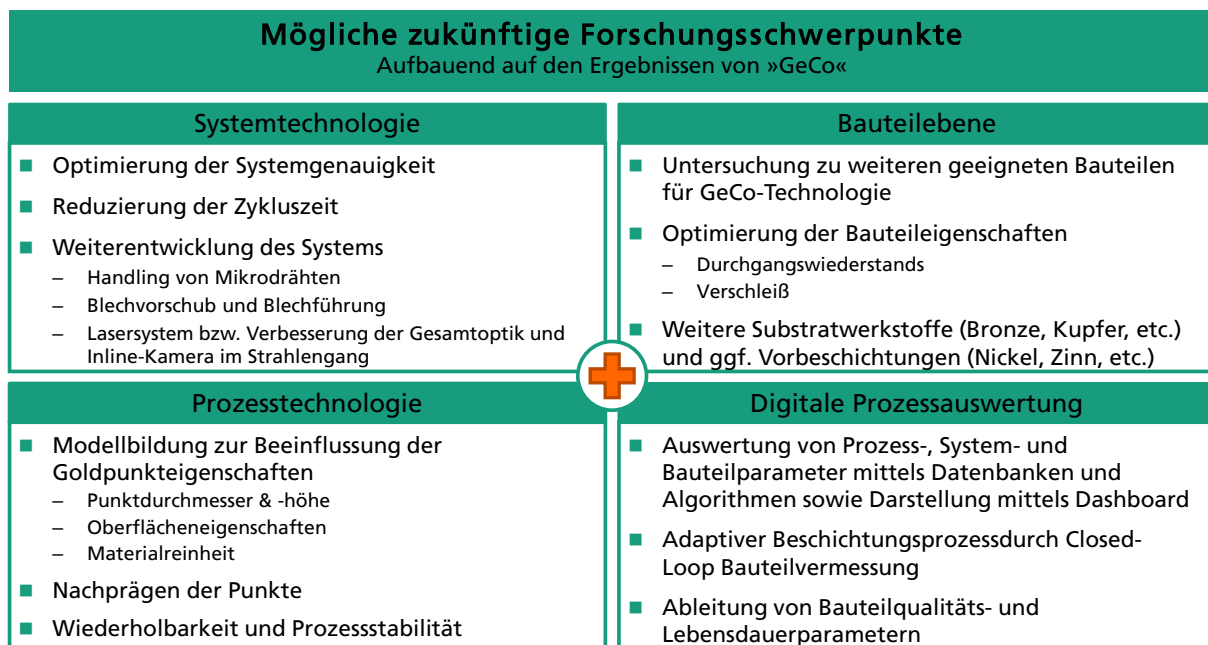 Mögliche zukünftige Forschungsschwerpunkte
Aufbauend auf den Ergebnissen von »GeCo«
Systemtechnologie
■ Optimierung der Systemgenauigkeit
■ Reduzierung der Zykluszeit
■ Weiterentwicklung des Systems
– Handling von Mikrodrähten
– Blechvorschub und Blechführung
– Lasersystem bzw. Verbesserung der Gesamtoptik und
Inline-Kamera im Strahlengang
Bauteilebene
■ Untersuchung zu weiteren geeigneten Bauteilen
für GeCo-Technologie
■ Optimierung der Bauteileigenschaften
– Durchgangswiederstands
– Verschleiß
■ Weitere Substratwerkstoffe (Bronze, Kupfer, etc.)
und ggf. Vorbeschichtungen (Nickel, Zinn, etc.)
Prozesstechnologie
■ Modellbildung zur Beeinflussung der
Goldpunkteigenschaften
– Punktdurchmesser & -höhe
– Oberflächeneigenschaften
– Materialreinheit
■ Nachprägen der Punkte
■ Wiederholbarkeit und Prozessstabilität
Digitale Prozessauswertung
■ Auswertung von Prozess-, System- und
Bauteilparameter mittels Datenbanken und
Algorithmen sowie Darstellung mittels Dashboard
■ Adaptiver Beschichtungsprozessdurch Closed-
Loop Bauteilvermessung
■ Ableitung von Bauteilqualitäts- und
Lebensdauerparametern